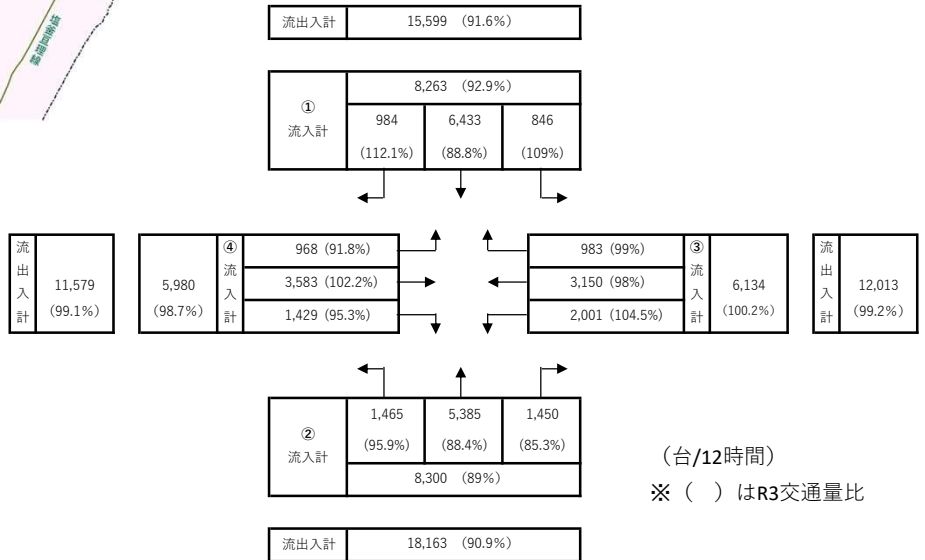 流出入計 15,599 (91.6%)
①
流入計
8,263 (92.9%)
984 6,433 846
(112.1%) (88.8%) (109%)
流出入計
11,579
(99.1%)
5,980
(98.7%)
④流入計
968 (91.8%)
3,583 (102.2%)
1,429 (95.3%)
983 (99%)
3,150 (98%)
2,001 (104.5%)
③流入計
6,134
(100.2%)
流出入計
12,013
(99.2%)
②
流入計
1,465 5,385 1,450
(95.9%) (88.4%) (85.3%)
8,300 (89%)
(台/12時間)
※ ( ) はR3交通量比
流出入計 18,163 (90.9%)